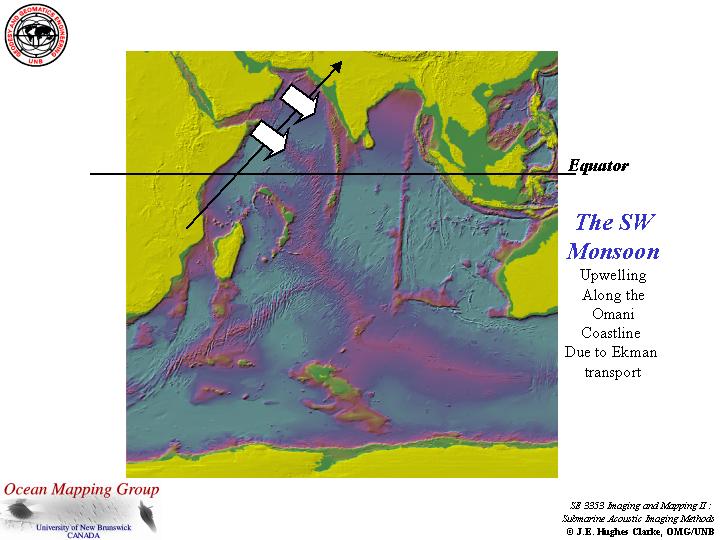 GEODESY AND GEOMATICS ENGINEERING
UNB
Equator
The SW
Monsoon
Upwelling
Along the
Omani
Coastline
Due to Ekman
transport
Ocean Mapping Group
University of New Brunswick
CANADA
SE 3353 Imaging and Mapping II :
Submarine Acoustic Imaging Methods
© J.E. Hughes Clarke, OMG/UNB